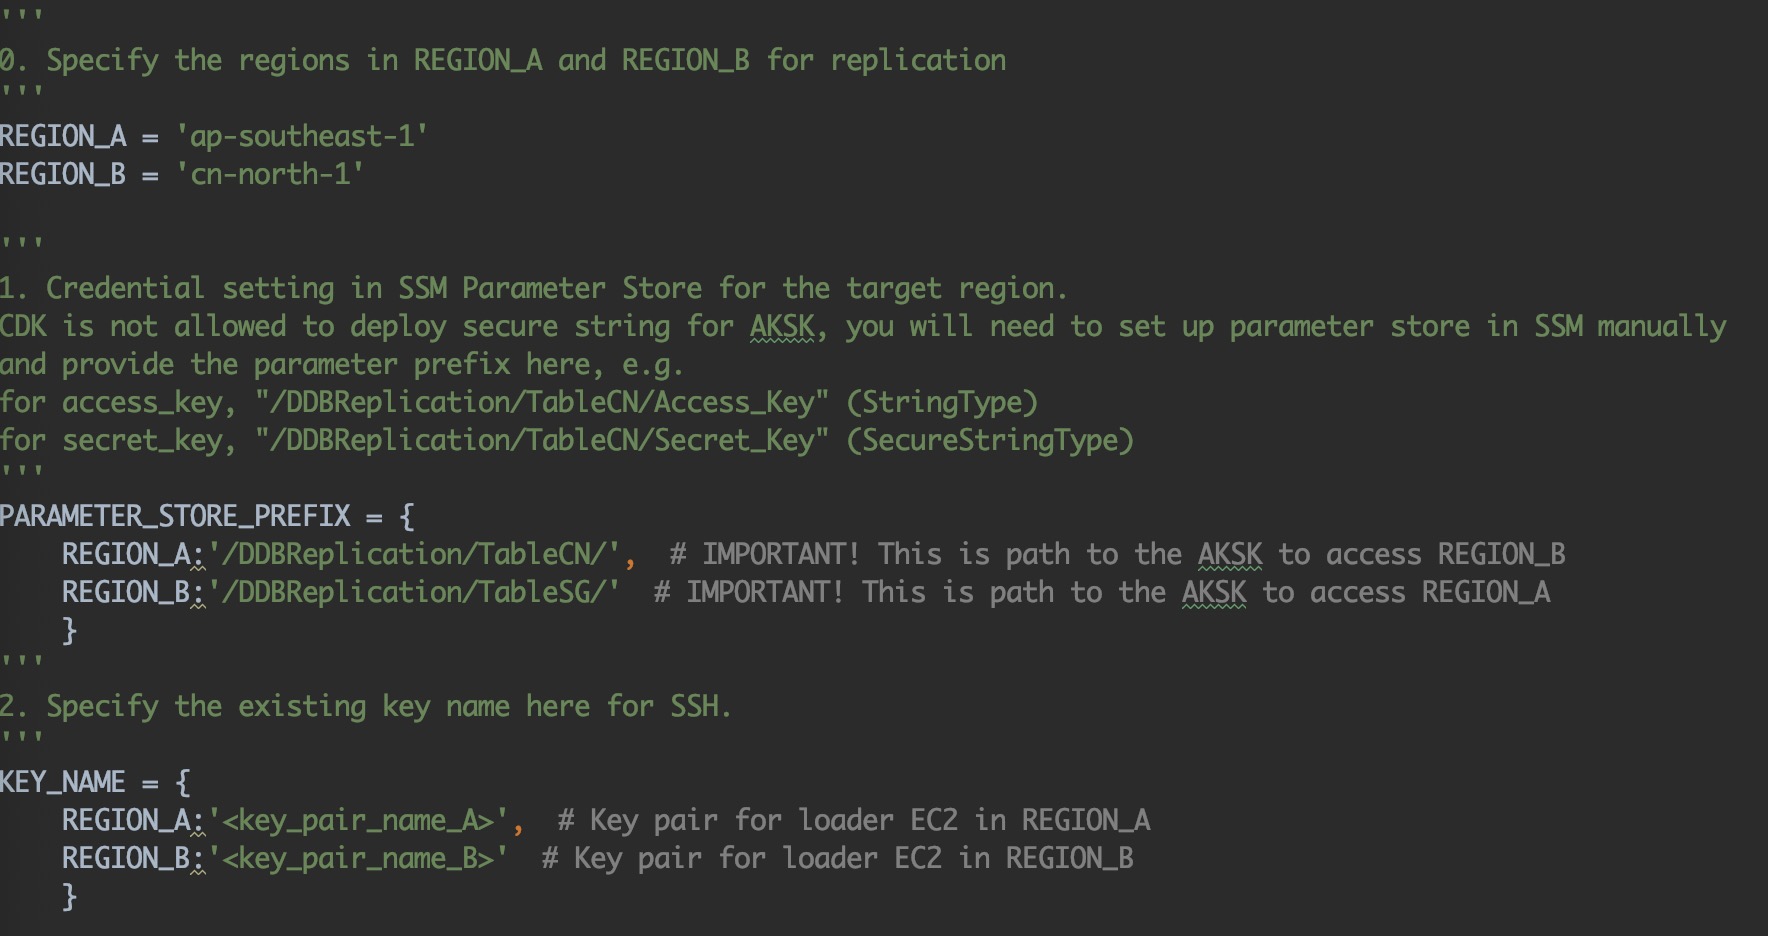 '''
0. Specify the regions in REGION_A and REGION_B for replication
'''
REGION_A = 'ap-southeast-1'
REGION_B = 'cn-north-1'
'''
1. Credential setting in SSM Parameter Store for the target region.
CDK is not allowed to deploy secure string for AKSK, you will need to set up parameter store in SSM manually
and provide the parameter prefix here, e.g.
for access_key, "/DDBReplication/TableCN/Access_Key" (StringType)
for secret_key, "/DDBReplication/TableCN/Secret_Key" (SecureStringType)
'''
PARAMETER_STORE_PREFIX = {
    REGION_A:'/DDBReplication/TableCN/',  # IMPORTANT! This is path to the AKSK to access REGION_B
    REGION_B:'/DDBReplication/TableSG/'  # IMPORTANT! This is path to the AKSK to access REGION_A
    }
'''
2. Specify the existing key name here for SSH.
'''
KEY_NAME = {
    REGION_A:'<key_pair_name_A>',  # Key pair for loader EC2 in REGION_A
    REGION_B:'<key_pair_name_B>'  # Key pair for loader EC2 in REGION_B
    }